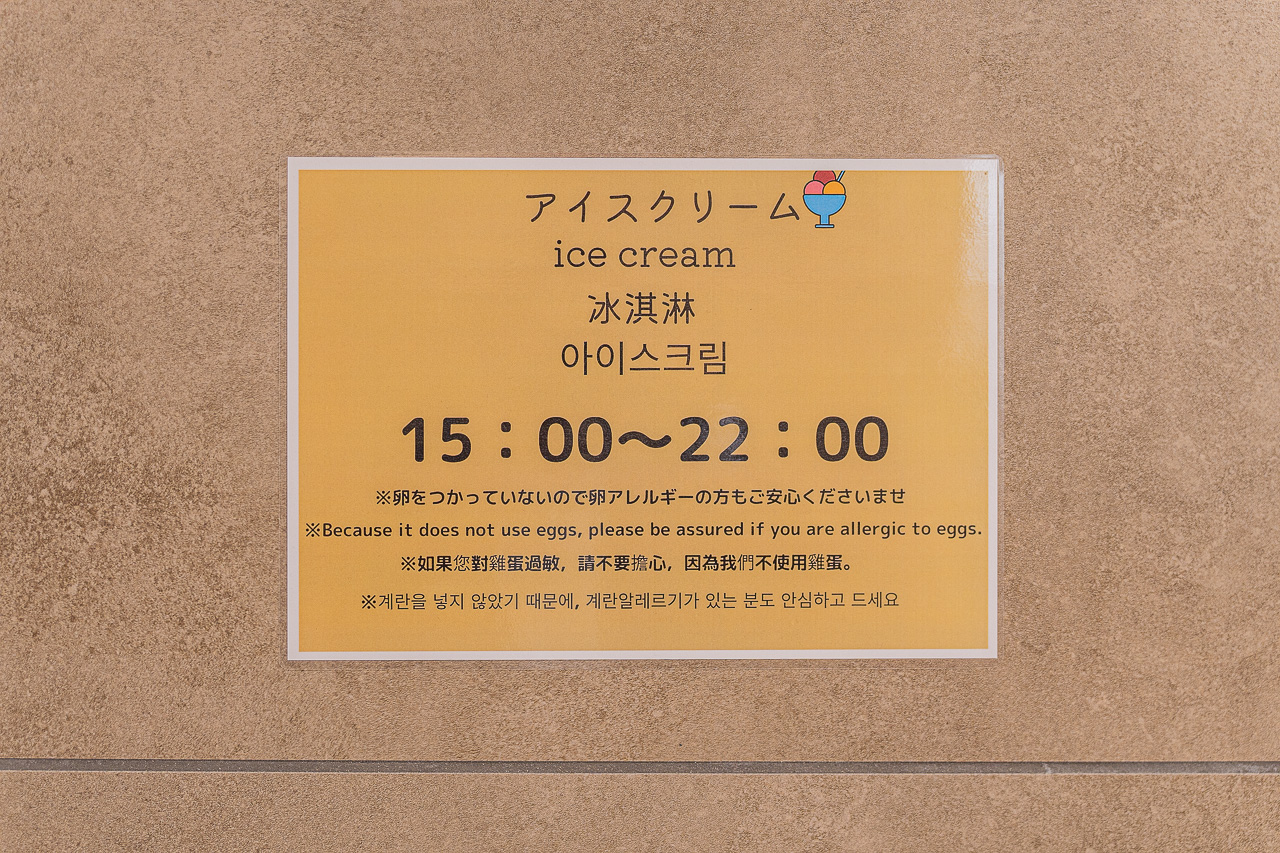 アイスクリーム
ice cream
冰淇淋
아이스크림
15：00〜22：00
※卵をつかっていないので卵アレルギーの方もご安心くださいませ
※Because it does not use eggs, please be assured if you are allergic to eggs.
※如果您對雞蛋過敏，請不要擔心，因為我們不使用雞蛋。
※계란을 넣지 않았기 때문에, 계란알레르기가 있는 분도 안심하고 드세요